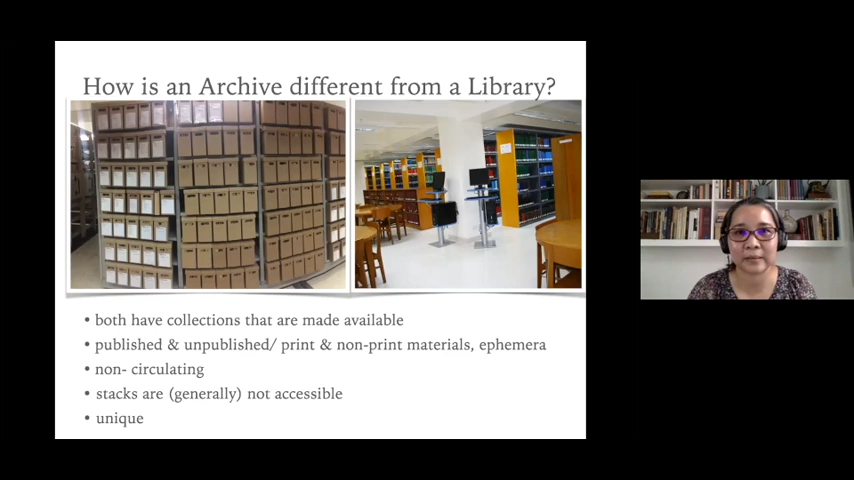 How is an Archive different from a Library?
• both have collections that are made available
• published & unpublished/ print & non-print materials, ephemera
• non- circulating
• stacks are (generally) not accessible
• unique